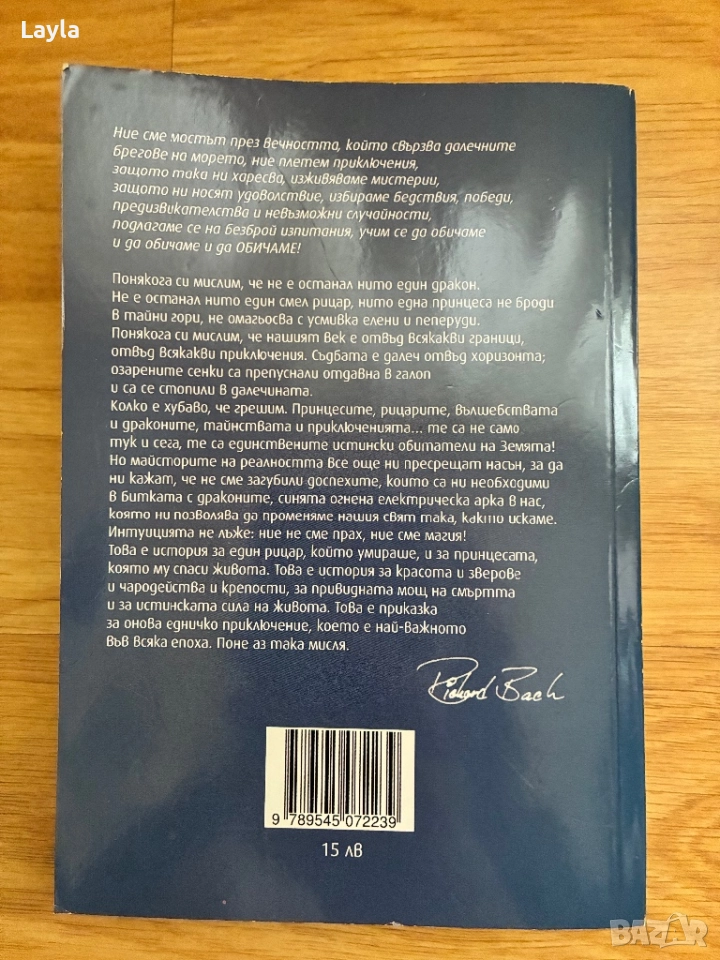 Layla
Ние сме мостът през вечността, който свързва далечните
брегове на морето, ние плетем приключения,
защото така ни харесва, изживяваме мистерии,
защото ни носят удоволствие, избираме бедствия, победи,
предизвикателства и невъзможни случайности,
подлагаме се на безброй изпитания, учим се да обичаме
и да обичаме и да ОБИЧАМЕ!
Понякога си мислим, че не е останал нито един дракон.
Не е останал нито един смел рицар, нито една принцеса не броди
в тайни гори, не омагьосва с усмивка елени и пеперуди.
Понякога си мислим, че нашият век е отвъд всякакви граници,
отвъд всякакви приключения. Съдбата е далеч отвъд хоризонта;
озарените сенки са препуснали отдавна в галоп
и са се стопили в далечината.
Колко е хубаво, че грешим. Принцесите, рицарите, вълшебствата
и драконите, тайнствата и приключенията... те са не само
тук и сега, те са единствените истински обитатели на Земята!
Но майсторите на реалността все още ни пресрещат насън, за да
ни кажат, че не сме загубили доспехите, които са ни необходими
в битката с драконите, синята огнена електрическа арка в нас,
която ни позволява да променяме нашия свят така, както искаме.
Интуицията не лъже: ние не сме прах, ние сме магия!
Това е история за един рицар, който умираше, и за принцесата,
която му спаси живота. Това е история за красота и зверове
и чародейства и крепости, за привидната мощ на смъртта
и за истинската сила на живота. Това е приказка
за онова едничко приключение, което е най-важното
във всяка епоха. Поне аз така мисля.
Richard Bach
9 789545 072239
15 лв
BAZAR